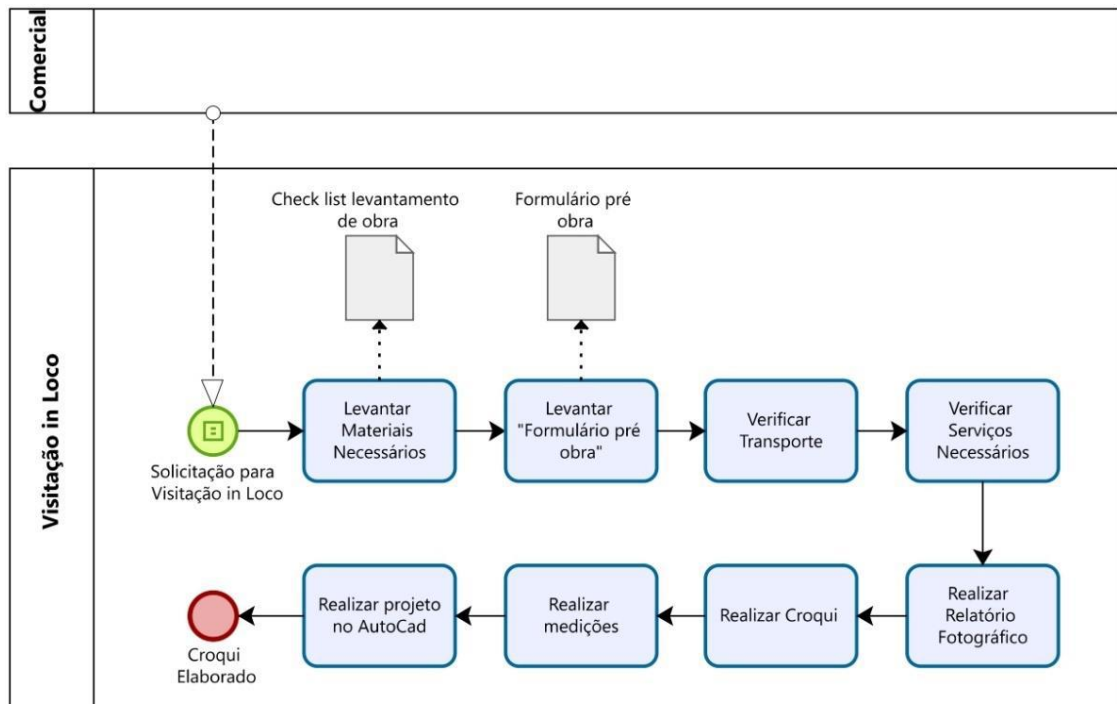 Comercial
Visitação in Loco
Check list levantamento
de obra
Formulário pré
obra
Solicitação para
Visitação in Loco
Levantar
Materiais
Necessários
Levantar
"Formulário pré
obra"
Verificar
Transporte
Verificar
Serviços
Necessários
Realizar
Relatório
Fotográfico
Realizar Croqui
Realizar
medições
Realizar projeto
no AutoCad
Croqui
Elaborado